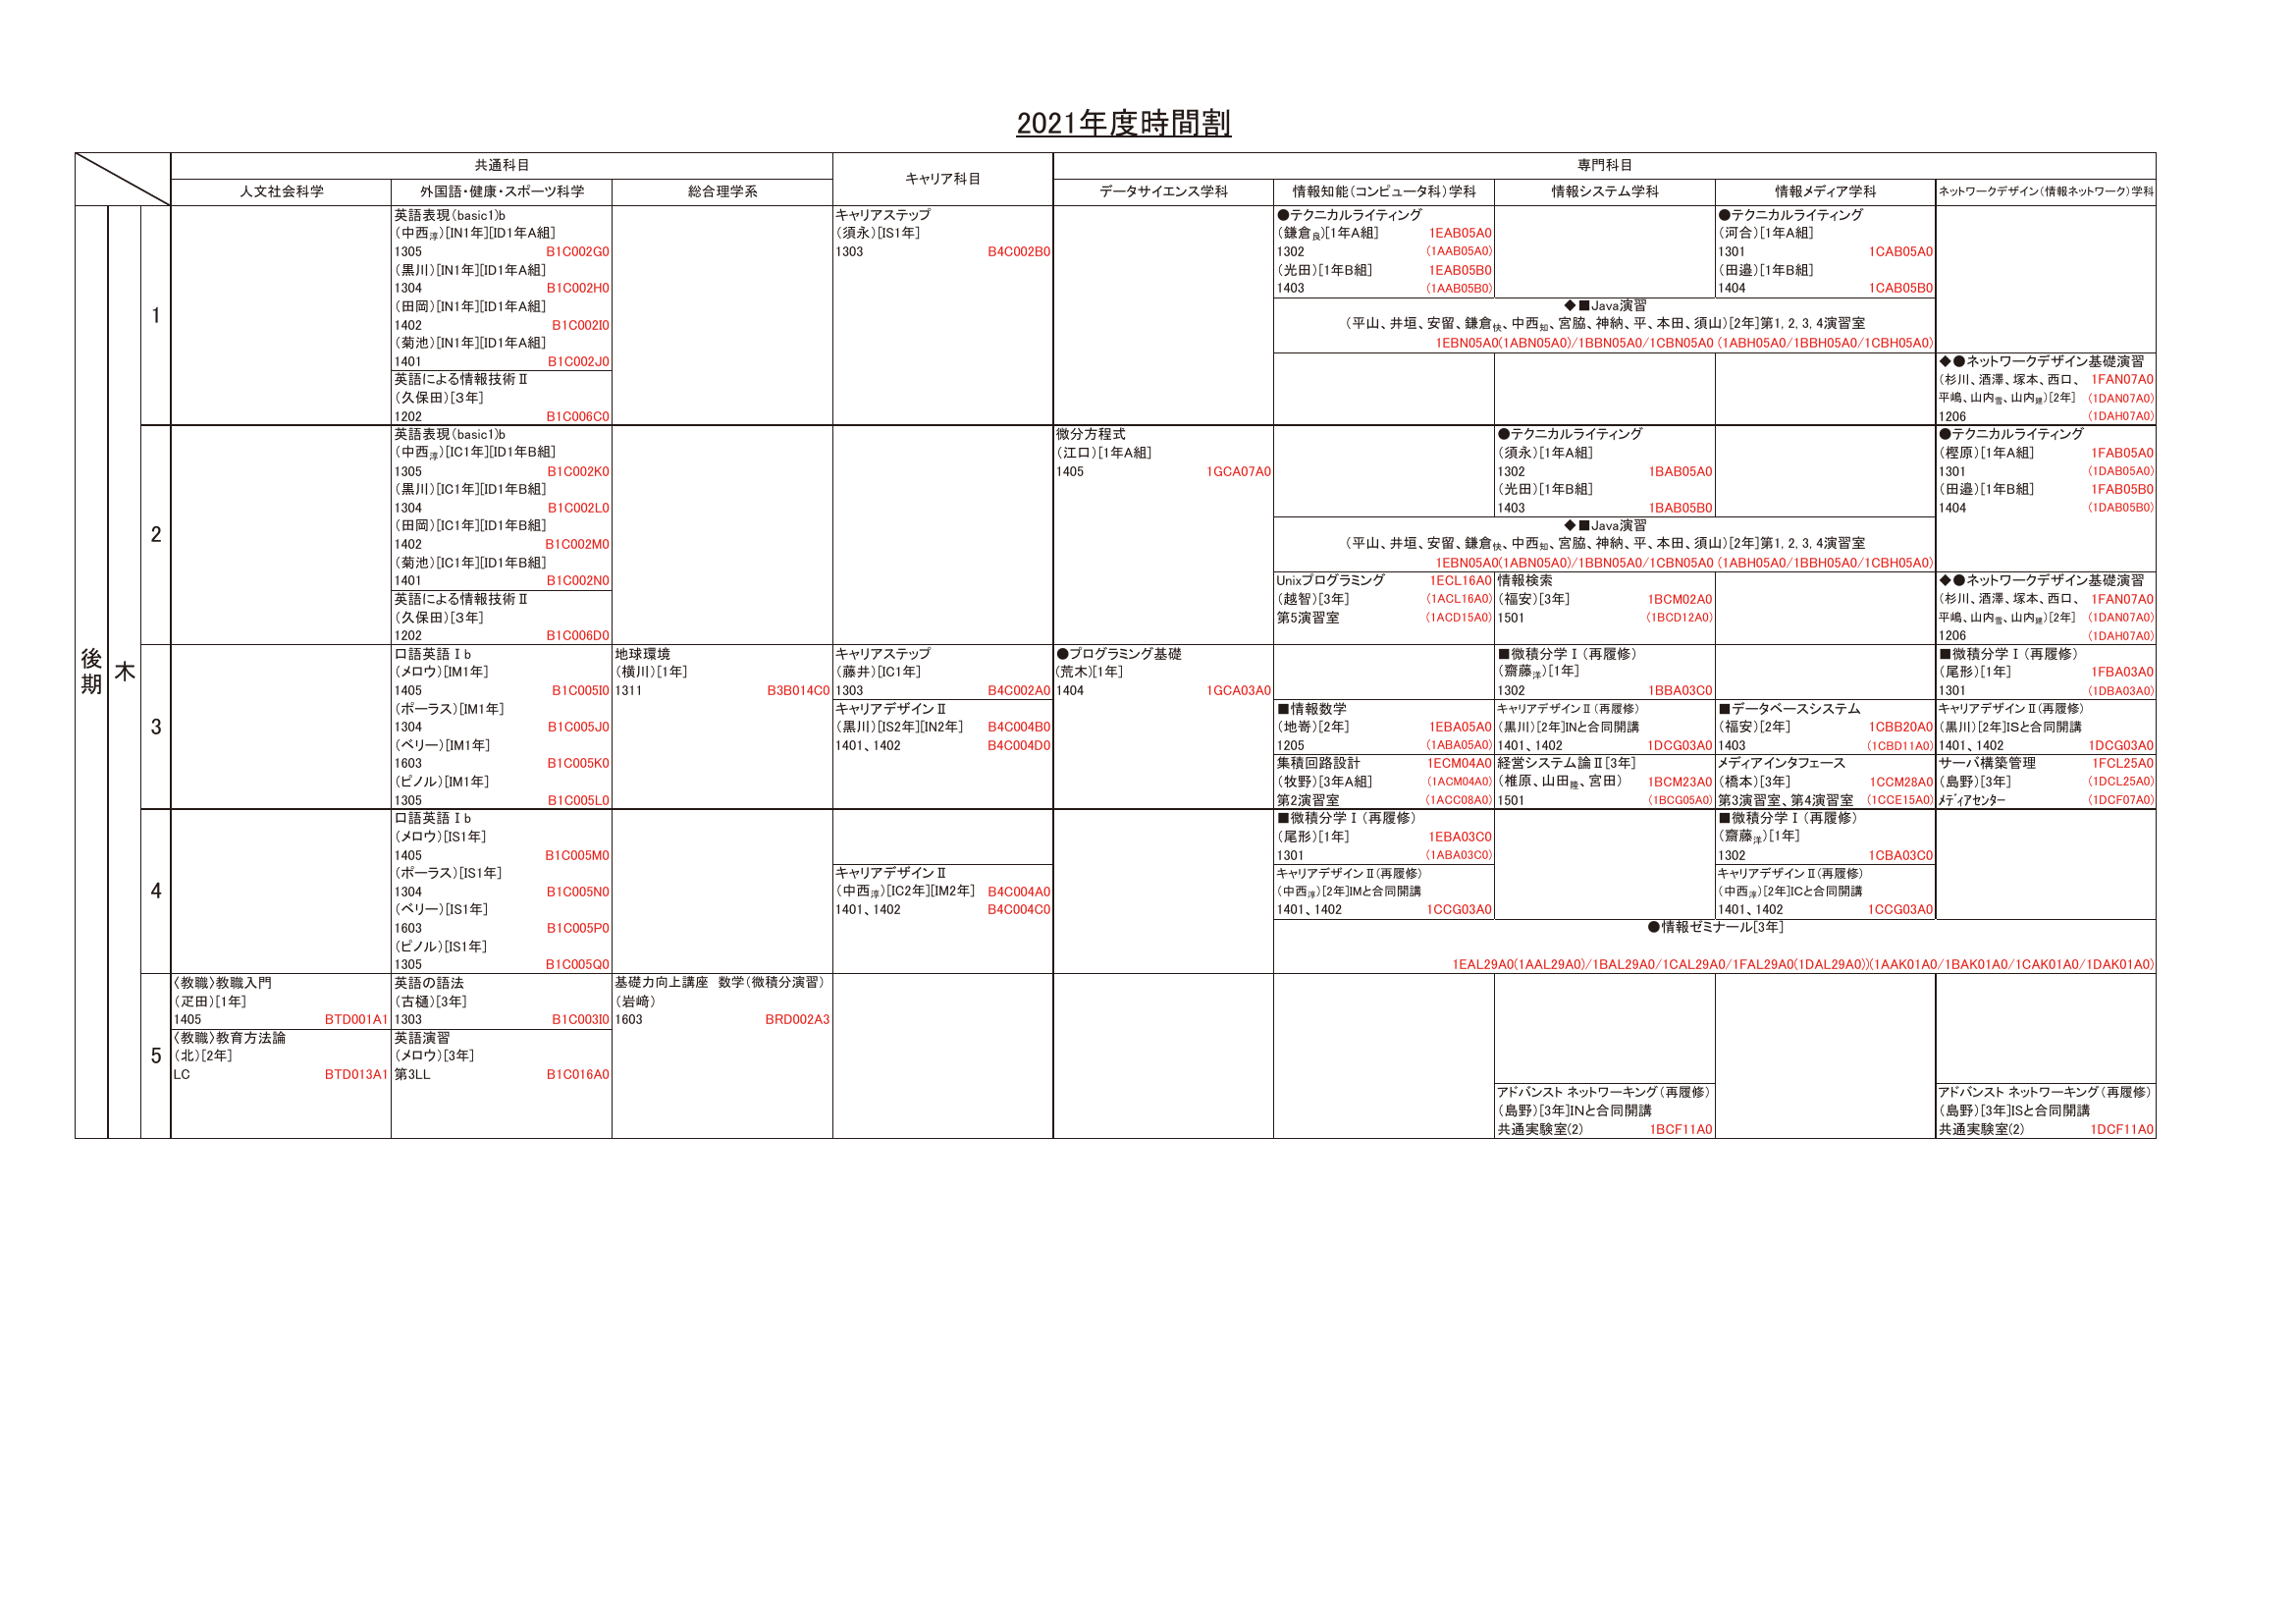 2021年度時間割
共通科目
キャリア科目
専門科目
人文社会科学
外国語・健康・スポーツ科学
総合理学系
データサイエンス学科
情報知能(コンピュータ科)学科
情報システム学科
情報メディア学科
ネットワークデザイン(情報ネットワーク)学科
後期
木
1
英語表現(basic1)b
(中西淳)[IN1年][ID1年A組]
1305 B1C002G0
(黒川)[IN1年][ID1年A組]
1304 B1C002H0
(田岡)[IN1年][ID1年A組]
1402 B1C002I0
(菊池)[IN1年][ID1年A組]
1401 B1C002J0
英語による情報技術Ⅱ
(久保田)[3年]
1202 B1C006C0
キャリアステップ
(須永)[IS1年]
1303 B4C002B0
●テクニカルライティング
(鎌倉良)[1年A組] 1EAB05A0
1302 (1AAB05A0)
(光田)[1年B組] 1EAB05B0
1403 (1AAB05B0)
●テクニカルライティング
(河合)[1年A組]
1301 1CAB05A0
(田邉)[1年B組]
1404 1CAB05B0
◆■Java演習
(平山、井垣、安留、鎌倉快、中西知、宮脇、神納、平、本田、須山)[2年]第1, 2, 3, 4演習室
1EBN05A0(1ABN05A0)/1BBN05A0/1CBN05A0 (1ABH05A0/1BBH05A0/1CBH05A0)
◆●ネットワークデザイン基礎演習
(杉川、酒澤、塚本、西口、 1FAN07A0
平嶋、山内雪、山内建)[2年] (1DAN07A0)
1206 (1DAH07A0)
2
英語表現(basic1)b
(中西淳)[IC1年][ID1年B組]
1305 B1C002K0
(黒川)[IC1年][ID1年B組]
1304 B1C002L0
(田岡)[IC1年][ID1年B組]
1402 B1C002M0
(菊池)[IC1年][ID1年B組]
1401 B1C002N0
英語による情報技術Ⅱ
(久保田)[3年]
1202 B1C006D0
微分方程式
(江口)[1年A組]
1405 1GCA07A0
●テクニカルライティング
(須永)[1年A組]
1302 1BAB05A0
(光田)[1年B組]
1403 1BAB05B0
●テクニカルライティング
(樫原)[1年A組] 1FAB05A0
1301 (1DAB05A0)
(田邉)[1年B組] 1FAB05B0
1404 (1DAB05B0)
◆■Java演習
(平山、井垣、安留、鎌倉快、中西知、宮脇、神納、平、本田、須山)[2年]第1, 2, 3, 4演習室
1EBN05A0(1ABN05A0)/1BBN05A0/1CBN05A0 (1ABH05A0/1BBH05A0/1CBH05A0)
Unixプログラミング 1ECL16A0
(越智)[3年] (1ACL16A0)
第5演習室 (1ACD15A0)
情報検索
(福安)[3年] 1BCM02A0
1501 (1BCD12A0)
◆●ネットワークデザイン基礎演習
(杉川、酒澤、塚本、西口、 1FAN07A0
平嶋、山内雪、山内建)[2年] (1DAN07A0)
1206 (1DAH07A0)
3
口語英語Ⅰb
(メロウ)[IM1年]
1405 B1C005I0
(ポーラス)[IM1年]
1304 B1C005J0
(ベリー)[IM1年]
1603 B1C005K0
(ピノル)[IM1年]
1305 B1C005L0
地球環境
(横川)[1年]
1311 B3B014C0
キャリアステップ
(藤井)[IC1年]
1303 B4C002A0
キャリアデザインⅡ
(黒川)[IS2年][IN2年] B4C004B0
1401、1402 B4C004D0
●プログラミング基礎
(荒木)[1年]
1404 1GCA03A0
■情報数学
(地嵜)[2年] 1EBA05A0
1205 (1ABA05A0)
集積回路設計 1ECM04A0
(牧野)[3年A組] (1ACM04A0)
第2演習室 (1ACC08A0)
■微積分学Ⅰ(再履修)
(齋藤洋)[1年]
1302 1BBA03C0
キャリアデザインⅡ(再履修)
(黒川)[2年]INと合同開講
1401、1402 1DCG03A0
経営システム論Ⅱ[3年]
(椎原、山田隆、宮田) 1BCM23A0
1501 (1BCG05A0)
■データベースシステム
(福安)[2年] 1CBB20A0
1403 (1CBD11A0)
メディアインタフェース
(橋本)[3年] 1CCM28A0
第3演習室、第4演習室 (1CCE15A0)
■微積分学Ⅰ(再履修)
(尾形)[1年] 1FBA03A0
1301 (1DBA03A0)
キャリアデザインⅡ(再履修)
(黒川)[2年]ISと合同開講
1401、1402 1DCG03A0
サーバ構築管理 1FCL25A0
(島野)[3年] (1DCL25A0)
メディアセンター (1DCF07A0)
4
口語英語Ⅰb
(メロウ)[IS1年]
1405 B1C005M0
(ポーラス)[IS1年]
1304 B1C005N0
(ベリー)[IS1年]
1603 B1C005P0
(ピノル)[IS1年]
1305 B1C005Q0
キャリアデザインⅡ
(中西淳)[IC2年][IM2年] B4C004A0
1401、1402 B4C004C0
■微積分学Ⅰ(再履修)
(尾形)[1年] 1EBA03C0
1301 (1ABA03C0)
キャリアデザインⅡ(再履修)
(中西淳)[2年]IMと合同開講
1401、1402 1CCG03A0
■微積分学Ⅰ(再履修)
(齋藤洋)[1年]
1302 1CBA03C0
キャリアデザインⅡ(再履修)
(中西淳)[2年]ICと合同開講
1401、1402 1CCG03A0
●情報ゼミナール[3年]
1EAL29A0(1AAL29A0)/1BAL29A0/1CAL29A0/1FAL29A0(1DAL29A0))(1AAK01A0/1BAK01A0/1CAK01A0/1DAK01A0)
5
〈教職〉教職入門
(疋田)[1年]
1405 BTD001A1
〈教職〉教育方法論
(北)[2年]
LC BTD013A1
英語の語法
(古樋)[3年]
1303 B1C003I0
英語演習
(メロウ)[3年]
第3LL B1C016A0
基礎力向上講座 数学(微積分演習)
(岩﨑)
1603 BRD002A3
アドバンスト ネットワーキング(再履修)
(島野)[3年]INと合同開講
共通実験室(2) 1BCF11A0
アドバンスト ネットワーキング(再履修)
(島野)[3年]ISと合同開講
共通実験室(2) 1DCF11A0